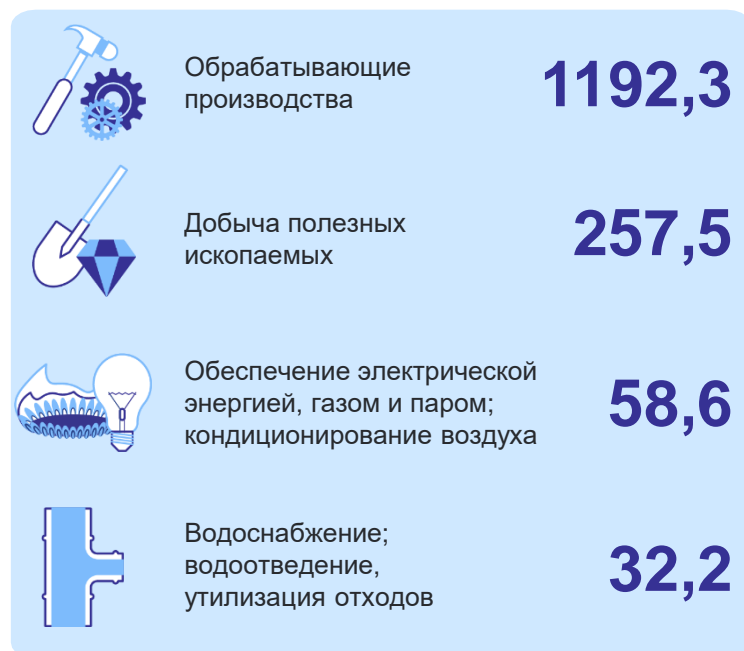 Обрабатывающие
производства
1192,3
Добыча полезных
ископаемых
257,5
Обеспечение электрической
энергией, газом и паром;
кондиционирование воздуха
58,6
Водоснабжение;
водоотведение,
утилизация отходов
32,2